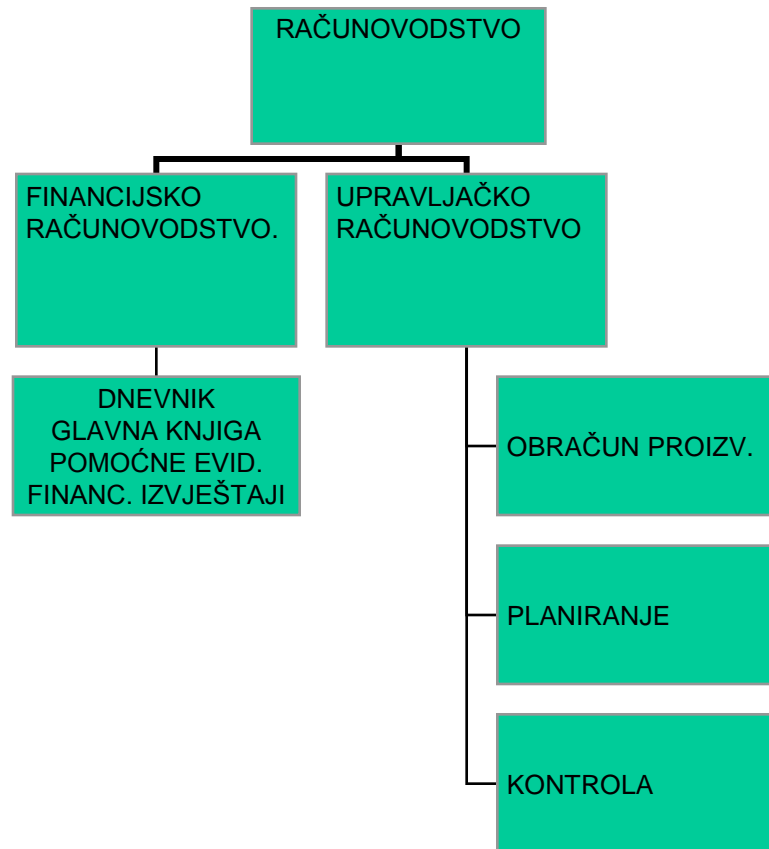 RAČUNOVODSTVO
FINANCIJSKO
RAČUNOVODSTVO.
UPRAVLJAČKO
RAČUNOVODSTVO
DNEVNIK
GLAVNA KNJIGA
POMOĆNE EVID.
FINANC. IZVJEŠTAJI
OBRAČUN PROIZV.
PLANIRANJE
KONTROLA